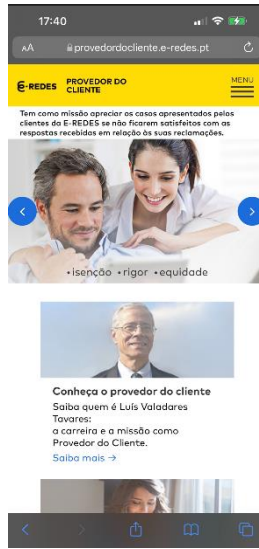 17:40
AA provedordocliente.e-redes.pt
E-REDES PROVEDOR DO CLIENTE MENU
Tem como missão apreciar os casos apresentados pelos
clientes da E-REDES se não ficarem satisfeitos com as
respostas recebidas em relação às suas reclamações.
•isenção •rigor •equidade
Conheça o provedor do cliente
Saiba quem é Luís Valadares
Tavares:
a carreira e a missão como
Provedor do Cliente.
Saiba mais →